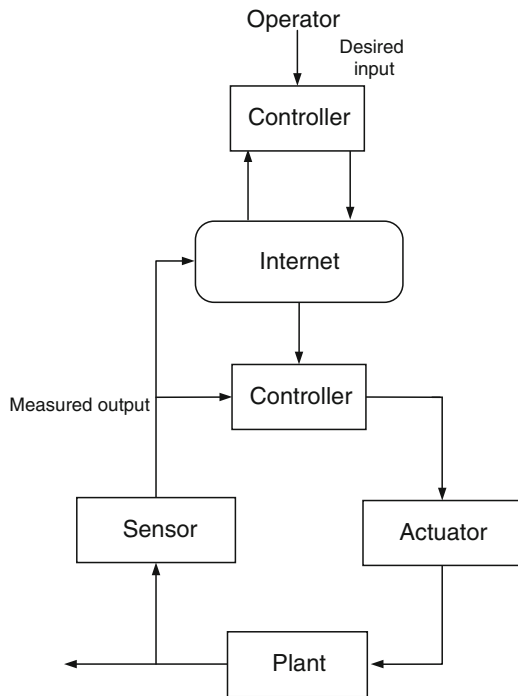 Operator
Desired
input
Controller
Internet
Controller
Measured output
Sensor
Actuator
Plant